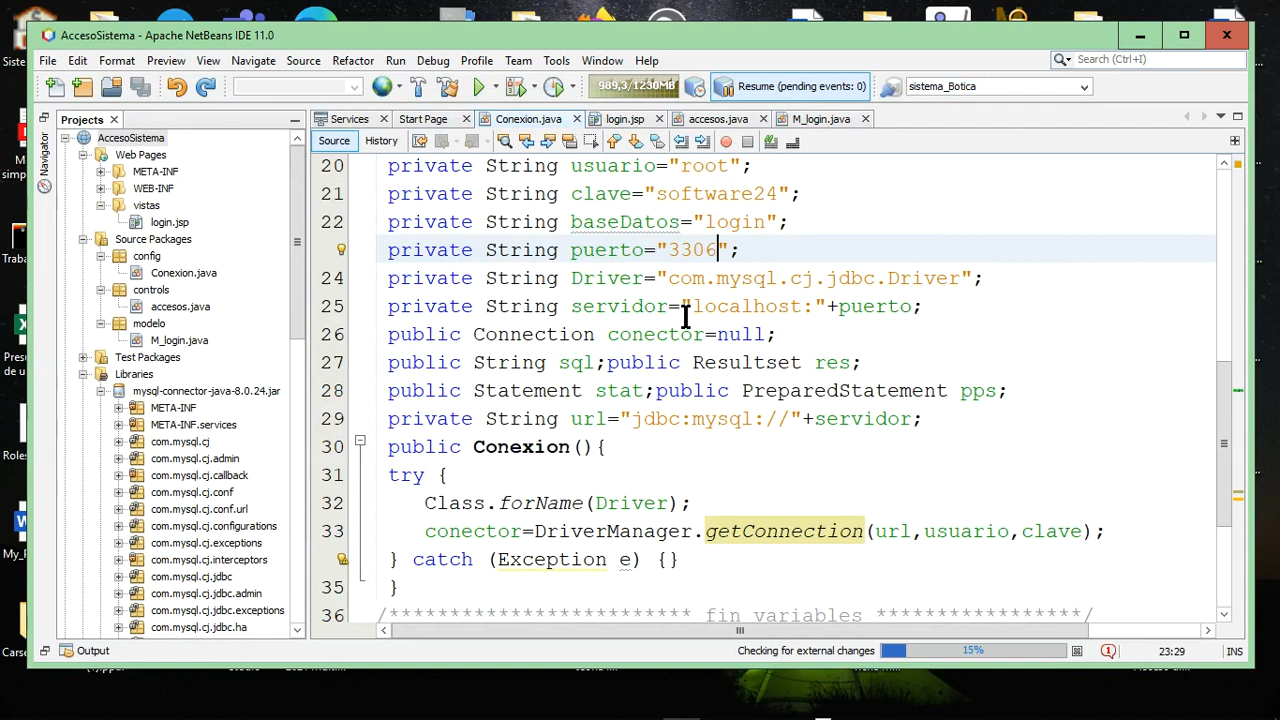 AccesoSistema - Apache NetBeans IDE 11.0
File Edit Format Preview View Navigate Source Refactor Run Debug Profile Team Tools Window Help
Search (Ctrl+I)
989,3/1230MB
Resume (pending events: 0)
sistema_Botica
Projects
Services Start Page Conexion.java login.jsp accesos.java M_login.java
Source History
Navigator
AccesoSistema
Web Pages
META-INF
WEB-INF
vistas
login.jsp
Source Packages
config
Conexion.java
controls
accesos.java
modelo
M_login.java
Test Packages
Libraries
mysql-connector-java-8.0.24.jar
META-INF
META-INF.services
com.mysql.cj
com.mysql.cj.admin
com.mysql.cj.callback
com.mysql.cj.conf
com.mysql.cj.conf.url
com.mysql.cj.configurations
com.mysql.cj.exceptions
com.mysql.cj.interceptors
com.mysql.cj.jdbc
com.mysql.cj.jdbc.admin
com.mysql.cj.jdbc.exceptions
com.mysql.cj.jdbc.ha
20 private String usuario="root";
21 private String clave="software24";
22 private String baseDatos="login";
private String puerto="3306";
24 private String Driver="com.mysql.cj.jdbc.Driver";
25 private String servidor="localhost:"+puerto;
26 public Connection conector=null;
27 public String sql;public Resultset res;
28 public Statement stat;public PreparedStatement pps;
29 private String url="jdbc:mysql://"+servidor;
30 public Conexion(){
31 try {
32 Class.forName(Driver);
33 conector=DriverManager.getConnection(url,usuario,clave);
} catch (Exception e) {}
35 }
36 /************************* fin variables *****************/
Output
Checking for external changes 15% 23:29 INS